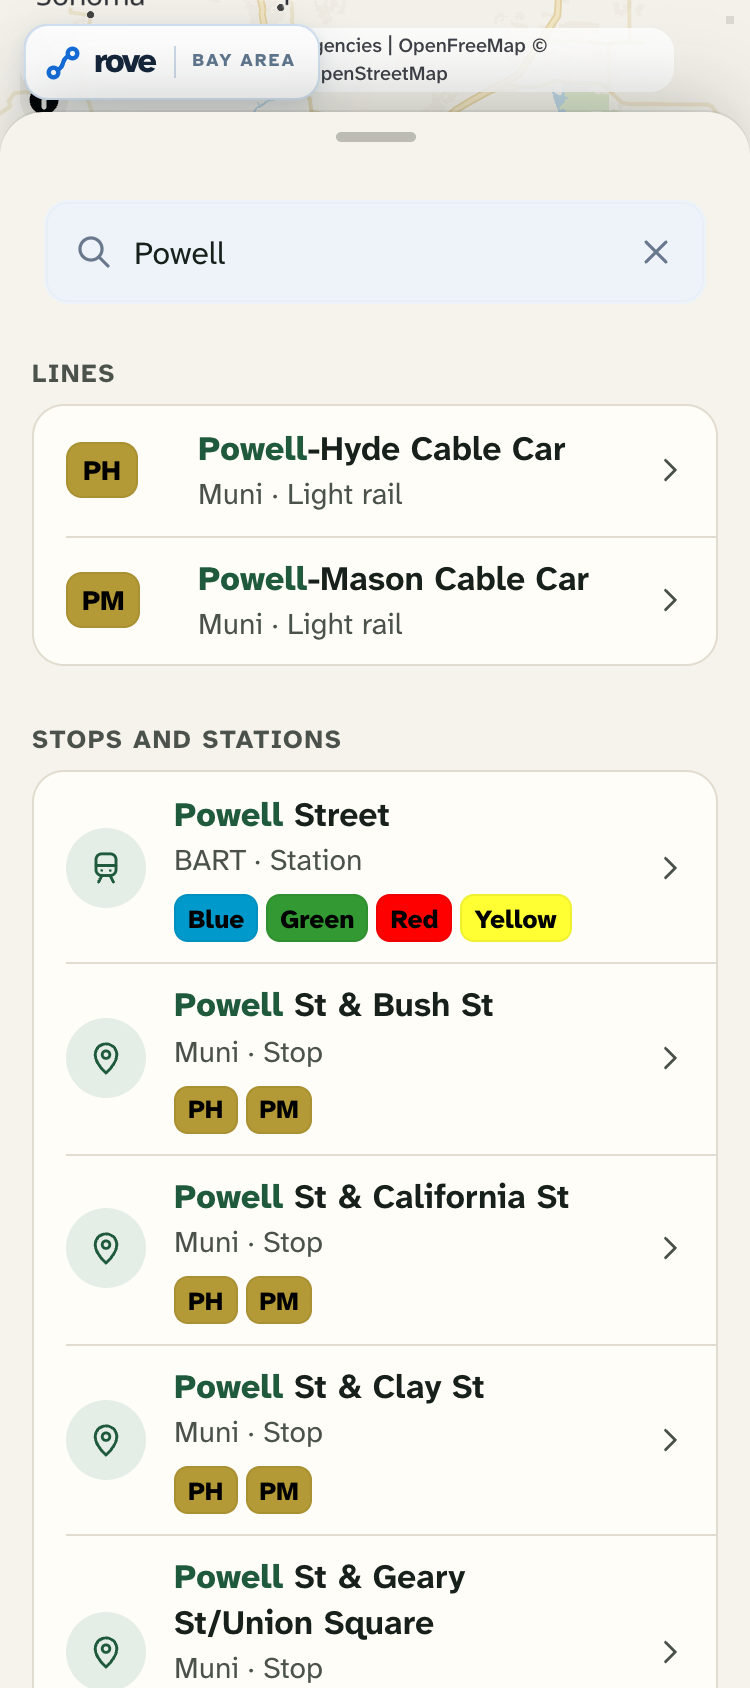 Sonoma
gencies | OpenFreeMap ©
penStreetMap
rove BAY AREA
Powell
LINES
PH
Powell-Hyde Cable Car
Muni · Light rail
PM
Powell-Mason Cable Car
Muni · Light rail
STOPS AND STATIONS
Powell Street
BART · Station
Blue Green Red Yellow
Powell St & Bush St
Muni · Stop
PH PM
Powell St & California St
Muni · Stop
PH PM
Powell St & Clay St
Muni · Stop
PH PM
Powell St & Geary
St/Union Square
Muni · Stop